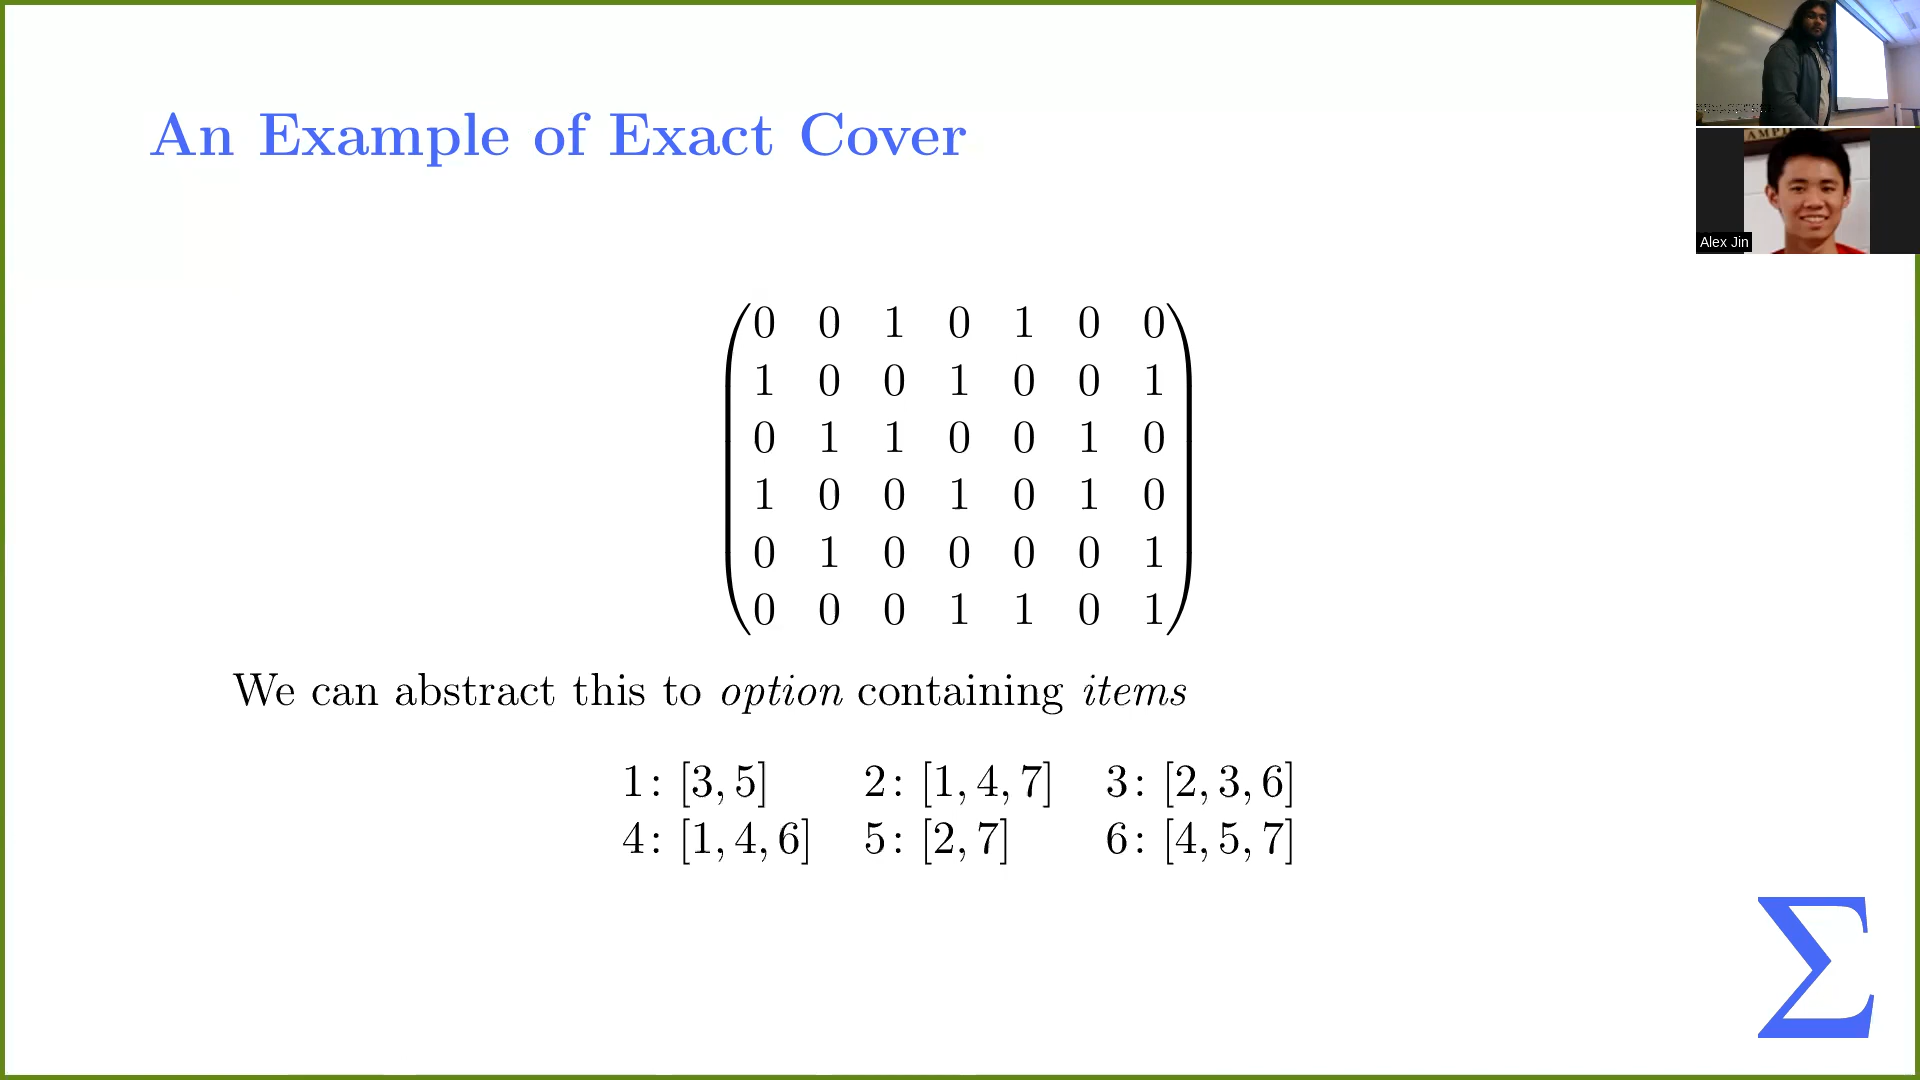 An Example of Exact Cover
0 0 1 0 1 0 0
1 0 0 1 0 0 1
0 1 1 0 0 1 0
1 0 0 1 0 1 0
0 1 0 0 0 0 1
0 0 0 1 1 0 1
We can abstract this to option containing items
1: [3, 5] 2: [1, 4, 7] 3: [2, 3, 6]
4: [1, 4, 6] 5: [2, 7] 6: [4, 5, 7]
Σ
AMPI
Alex Jin